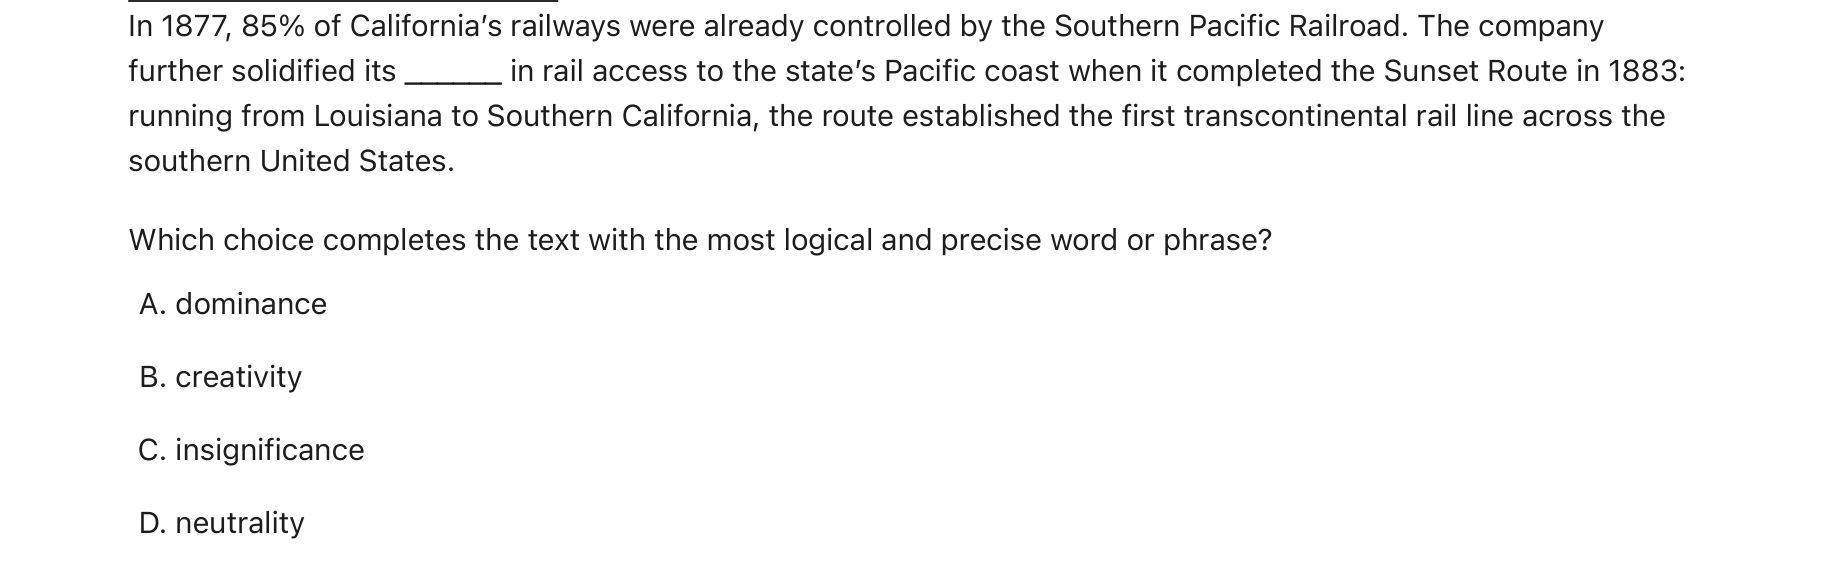 In 1877, 85% of California’s railways were already controlled by the Southern Pacific Railroad. The company
further solidified its ______ in rail access to the state’s Pacific coast when it completed the Sunset Route in 1883:
running from Louisiana to Southern California, the route established the first transcontinental rail line across the
southern United States.
Which choice completes the text with the most logical and precise word or phrase?
A. dominance
B. creativity
C. insignificance
D. neutrality